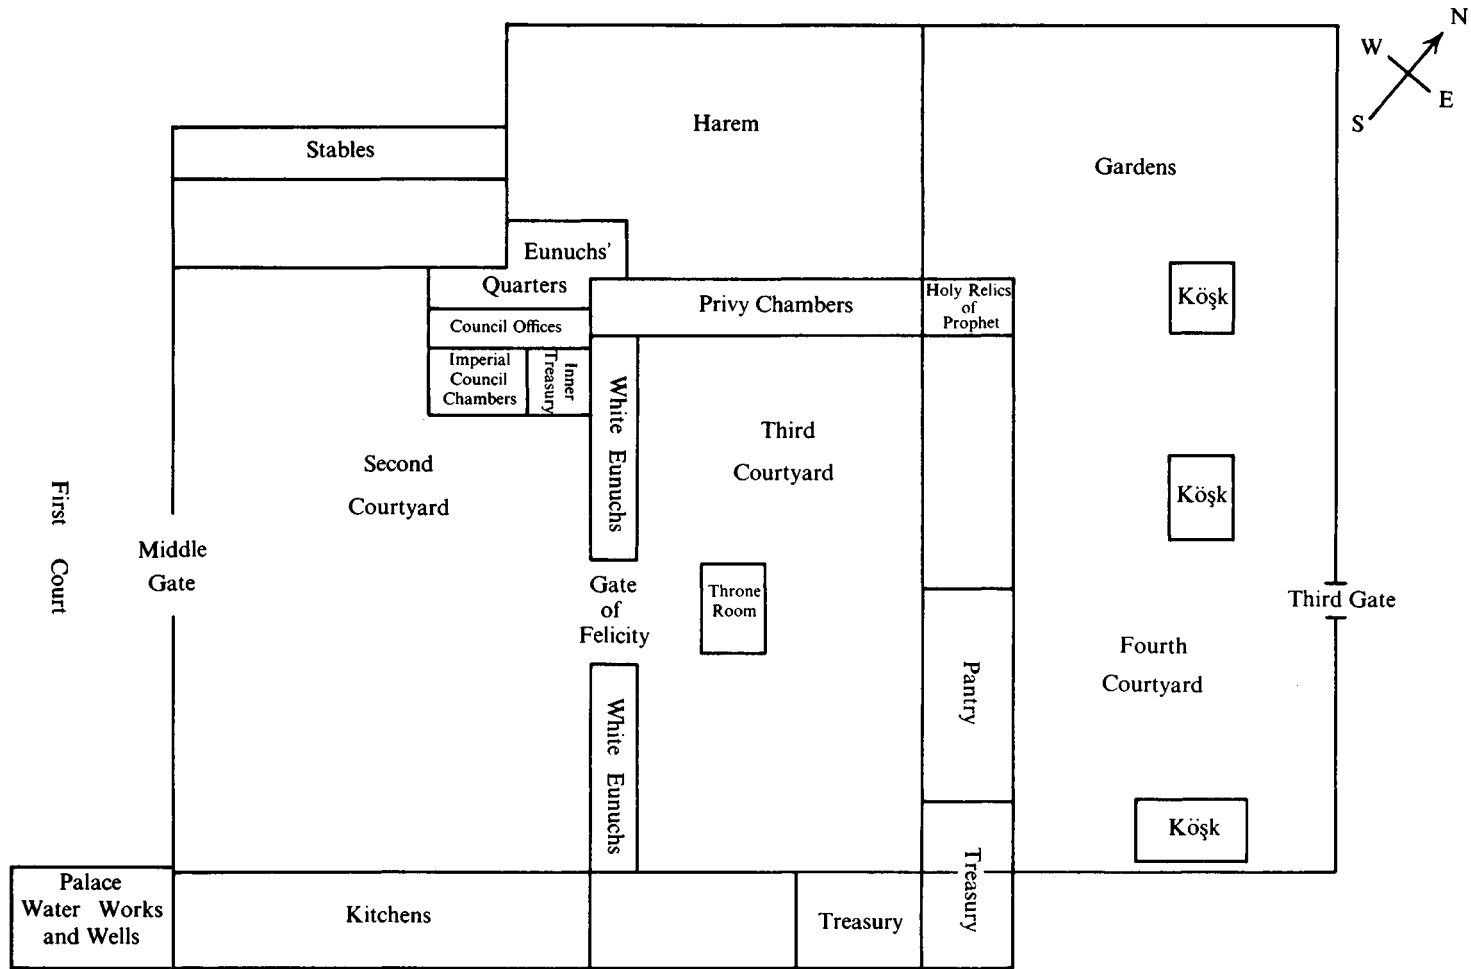 N
W
E
S
Harem
Stables
Gardens
Eunuchs'
Quarters
Privy Chambers
Holy Relics
of
Prophet
Köşk
Council Offices
Imperial
Council
Chambers
Inner
Treasury
White Eunuchs
Third
Courtyard
Second
Courtyard
Köşk
First Court
Middle
Gate
Gate
of
Felicity
Throne
Room
Third Gate
Fourth
Courtyard
Pantry
White Eunuchs
Köşk
Treasury
Palace
Water Works
and Wells
Kitchens
Treasury